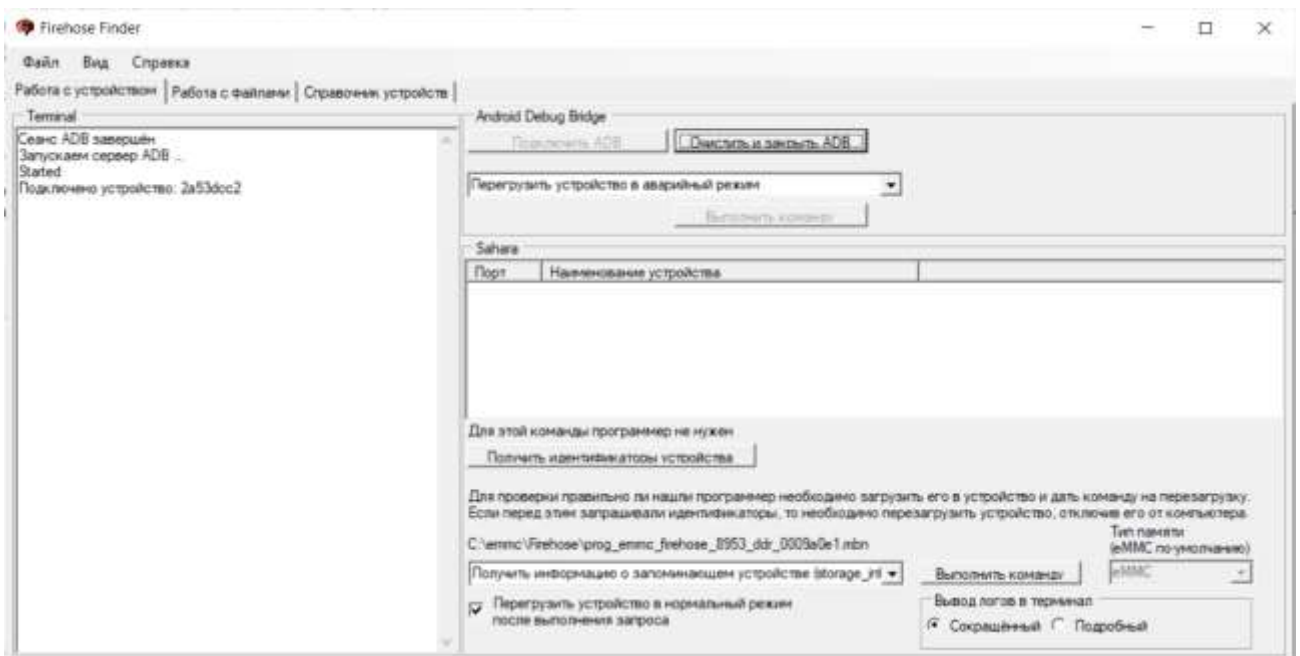 Firehose Finder
Файл Вид Справка
Работа с устройством Работа с файлами Справочник устройств
Terminal
Сеанс ADB завершён
Запускаем сервер ADB ...
Started
Подключено устройство: 2a53dcc2
Android Debug Bridge
Подключить ADB Очистить и закрыть ADB
Перегрузить устройство в аварийный режим
Выполнить команду
Sahara
Порт Наименование устройства
Для этой команды программер не нужен
Получить идентификаторы устройства
Для проверки правильно ли нашли программер необходимо загрузить его в устройство и дать команду на перезагрузку.
Если перед этим запрашивали идентификаторы, то необходимо перезагрузить устройство, отключив его от компьютера.
Тип памяти
(eMMC по-умолчанию)
C:\emmc\Firehose\prog_emmc_firehose_8953_ddr_0009a0e1.mbn
Получить информацию о запоминающем устройстве (storage_inf Выполнить команду eMMC
Перегрузить устройство в нормальный режим
после выполнения запроса
Вывод логов в терминал
Сокращённый Подробный